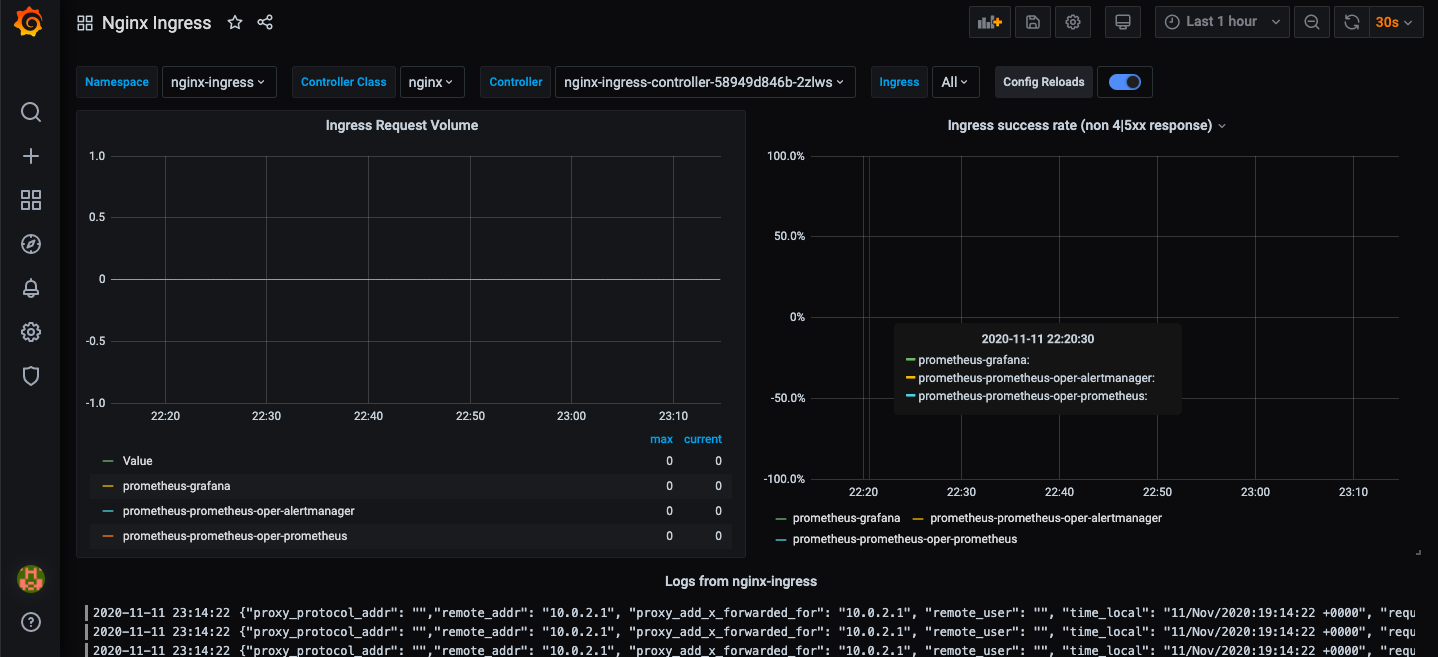 Nginx Ingress
Last 1 hour
30s
Namespace nginx-ingress Controller Class nginx Controller nginx-ingress-controller-58949d846b-2zlws Ingress All Config Reloads
Ingress Request Volume
1.0
0.5
0
-0.5
-1.0
22:20 22:30 22:40 22:50 23:00 23:10
max current
Value 0 0
prometheus-grafana 0 0
prometheus-prometheus-oper-alertmanager 0 0
prometheus-prometheus-oper-prometheus 0 0
Ingress success rate (non 4|5xx response)
100.0%
50.0%
0%
-50.0%
-100.0%
2020-11-11 22:20:30
prometheus-grafana:
prometheus-prometheus-oper-alertmanager:
prometheus-prometheus-oper-prometheus:
22:20 22:30 22:40 22:50 23:00 23:10
prometheus-grafana prometheus-prometheus-oper-alertmanager
prometheus-prometheus-oper-prometheus
Logs from nginx-ingress
2020-11-11 23:14:22 {"proxy_protocol_addr": "","remote_addr": "10.0.2.1", "proxy_add_x_forwarded_for": "10.0.2.1", "remote_user": "", "time_local": "11/Nov/2020:19:14:22 +0000", "requ
2020-11-11 23:14:22 {"proxy_protocol_addr": "","remote_addr": "10.0.2.1", "proxy_add_x_forwarded_for": "10.0.2.1", "remote_user": "", "time_local": "11/Nov/2020:19:14:22 +0000", "requ
2020-11-11 23:14:22 {"proxy_protocol_addr": "","remote_addr": "10.0.2.1", "proxy_add_x_forwarded_for": "10.0.2.1", "remote_user": "", "time_local": "11/Nov/2020:19:14:22 +0000", "requ